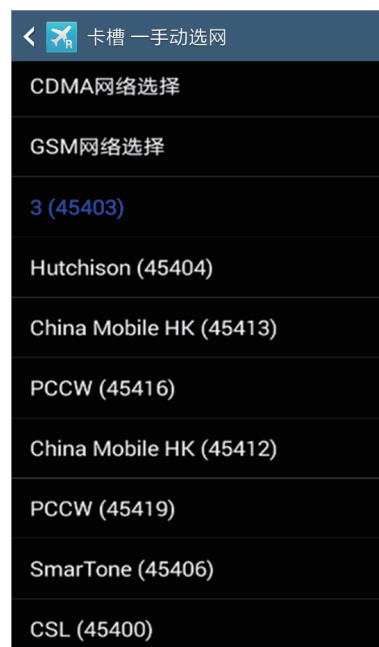 卡槽 一手动选网
CDMA网络选择
GSM网络选择
3 (45403)
Hutchison (45404)
China Mobile HK (45413)
PCCW (45416)
China Mobile HK (45412)
PCCW (45419)
SmarTone (45406)
CSL (45400)